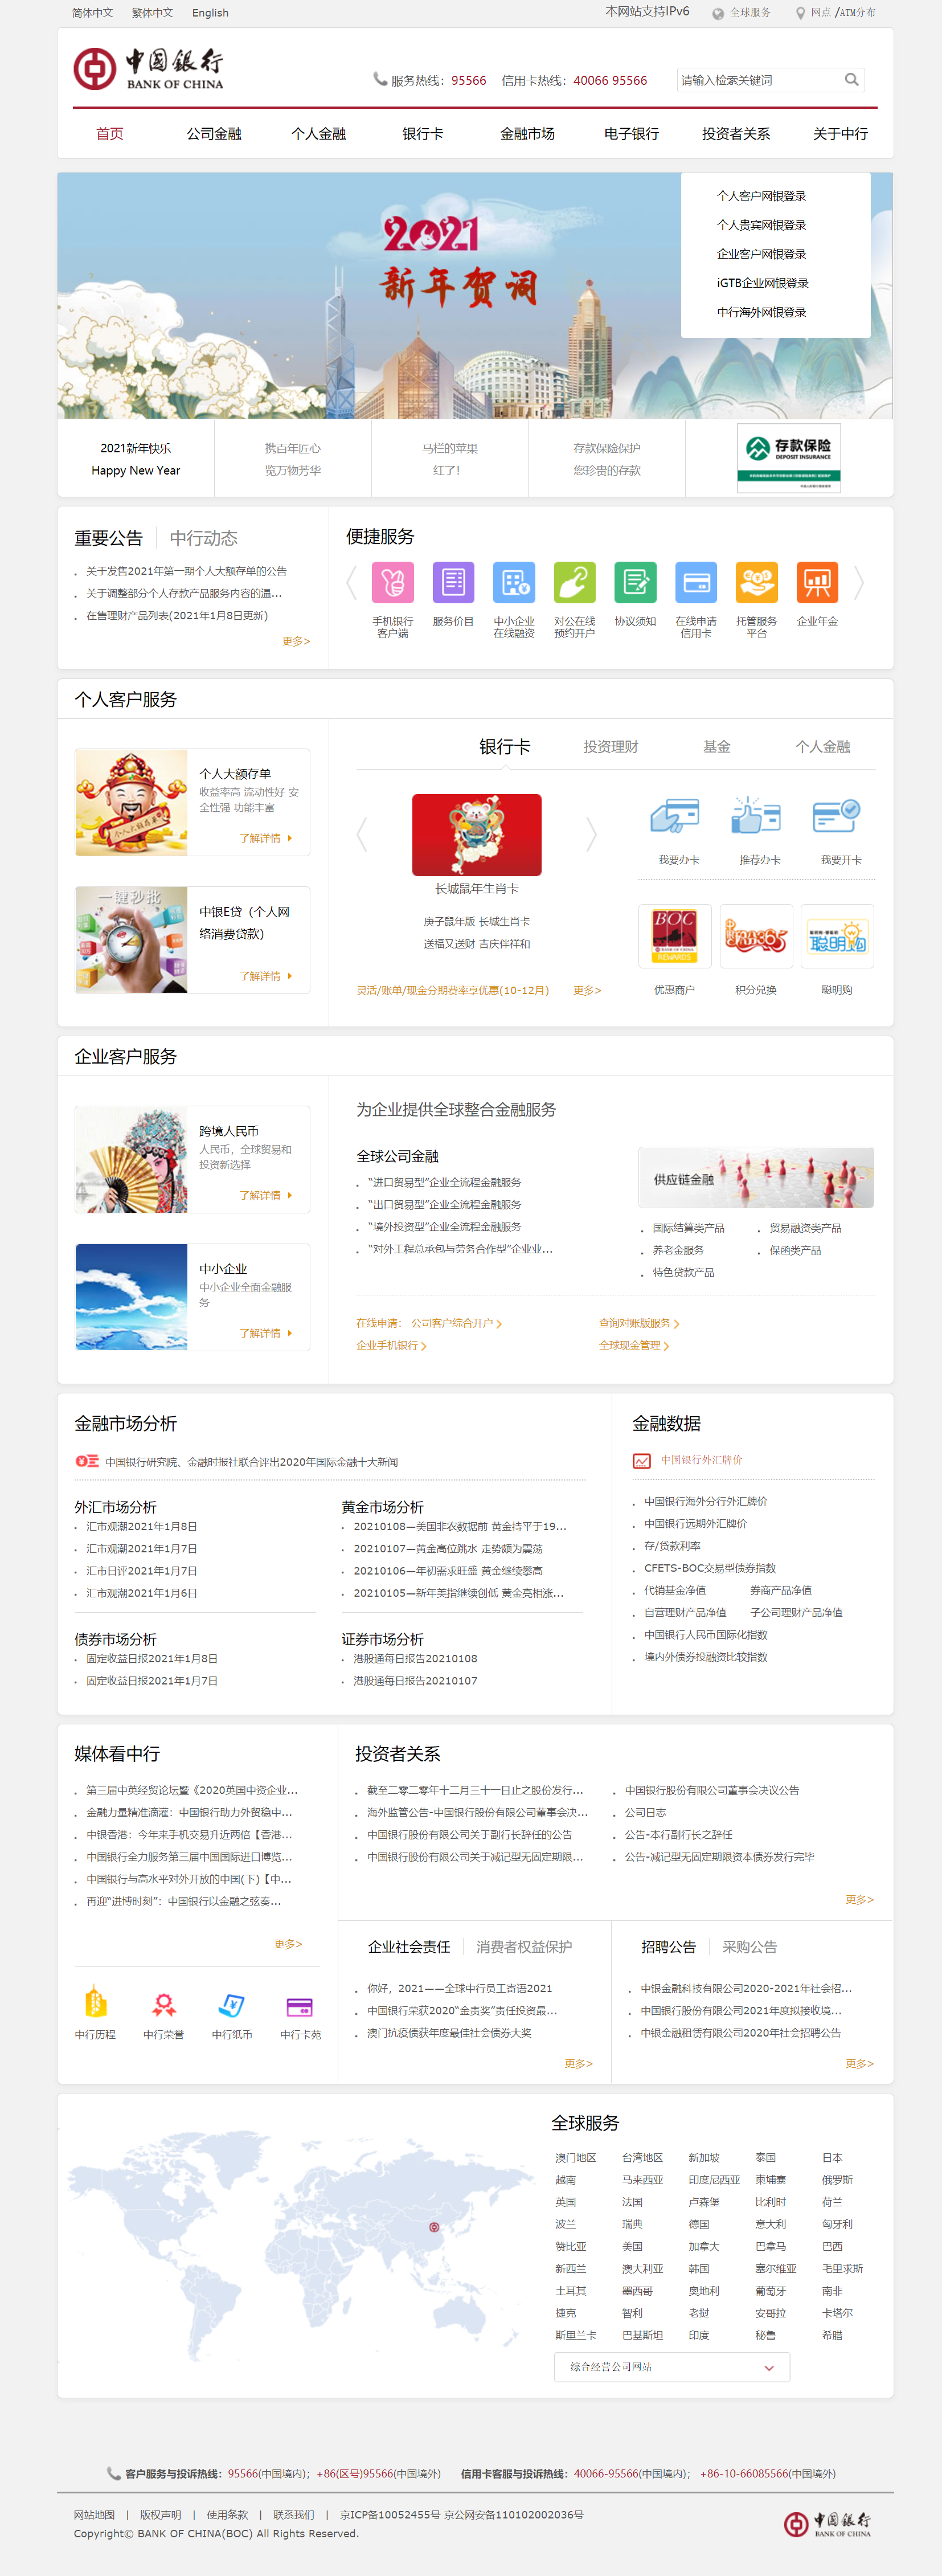 简体中文 繁体中文 English 本网站支持IPv6 全球服务 网点 /ATM分布
中国银行
BANK OF CHINA
服务热线：95566 信用卡热线：40066 95566 请输入检索关键词
首页 公司金融 个人金融 银行卡 金融市场 电子银行 投资者关系 关于中行
个人客户网银登录
个人贵宾网银登录
企业客户网银登录
iGTB企业网银登录
中行海外网银登录
2021
新年贺词
2021新年快乐 携百年匠心 马栏的苹果 存款保险保护
Happy New Year 览万物芳华 红了！ 您珍贵的存款
存款保险
DEPOSIT INSURANCE
重要公告 中行动态
关于发售2021年第一期个人大额存单的公告
关于调整部分个人存款产品服务内容的温...
在售理财产品列表(2021年1月8日更新)
更多>
便捷服务
手机银行 服务价目 中小企业 对公在线 协议须知 在线申请 托管服务 企业年金
客户端 在线融资 预约开户 信用卡 平台
个人客户服务
个人大额存单
收益率高 流动性好 安
全性强 功能丰富
了解详情
个人大额存单
一键秒批
中银E贷（个人网
络消费贷款）
了解详情
银行卡 投资理财 基金 个人金融
长城鼠年生肖卡
庚子鼠年版 长城生肖卡
送福又送财 吉庆伴祥和
灵活/账单/现金分期费率享优惠(10-12月) 更多>
我要办卡 推荐办卡 我要开卡
BOC
REWARDS
聪明购
优惠商户 积分兑换 聪明购
企业客户服务
跨境人民币
人民币，全球贸易和
投资新选择
了解详情
中小企业
中小企业全面金融服
务
了解详情
为企业提供全球整合金融服务
全球公司金融
“进口贸易型”企业全流程金融服务
“出口贸易型”企业全流程金融服务
“境外投资型”企业全流程金融服务
“对外工程总承包与劳务合作型”企业业...
供应链金融
国际结算类产品 贸易融资类产品
养老金服务 保函类产品
特色贷款产品
在线申请： 公司客户综合开户 查询对账版服务
企业手机银行 全球现金管理
金融市场分析
中国银行研究院、金融时报社联合评出2020年国际金融十大新闻
外汇市场分析
汇市观潮2021年1月8日
汇市观潮2021年1月7日
汇市日评2021年1月7日
汇市观潮2021年1月6日
黄金市场分析
20210108—美国非农数据前 黄金持平于19...
20210107—黄金高位跳水 走势颇为震荡
20210106—年初需求旺盛 黄金继续攀高
20210105—新年美指继续创低 黄金亮相涨...
债券市场分析
固定收益日报2021年1月8日
固定收益日报2021年1月7日
证券市场分析
港股通每日报告20210108
港股通每日报告20210107
金融数据
中国银行外汇牌价
中国银行海外分行外汇牌价
中国银行远期外汇牌价
存/贷款利率
CFETS-BOC交易型债券指数
代销基金净值 券商产品净值
自营理财产品净值 子公司理财产品净值
中国银行人民币国际化指数
境内外债券投融资比较指数
媒体看中行
第三届中英经贸论坛暨《2020英国中资企业...
金融力量精准滴灌：中国银行助力外贸稳中...
中银香港：今年来手机交易升近两倍【香港...
中国银行全力服务第三届中国国际进口博览...
中国银行与高水平对外开放的中国(下)【中...
再迎“进博时刻”：中国银行以金融之弦奏...
更多>
中行历程 中行荣誉 中行纸币 中行卡苑
投资者关系
截至二零二零年十二月三十一日止之股份发行... 中国银行股份有限公司董事会决议公告
海外监管公告-中国银行股份有限公司董事会决... 公司日志
中国银行股份有限公司关于副行长辞任的公告 公告-本行副行长之辞任
中国银行股份有限公司关于减记型无固定期限... 公告-减记型无固定期限资本债券发行完毕
更多>
企业社会责任 消费者权益保护
你好，2021——全球中行员工寄语2021
中国银行荣获2020“金责奖”责任投资最...
澳门抗疫债获年度最佳社会债券大奖
更多>
招聘公告 采购公告
中银金融科技有限公司2020-2021年社会招...
中国银行股份有限公司2021年度拟接收境...
中银金融租赁有限公司2020年社会招聘公告
更多>
全球服务
澳门地区 台湾地区 新加坡 泰国 日本
越南 马来西亚 印度尼西亚 柬埔寨 俄罗斯
英国 法国 卢森堡 比利时 荷兰
波兰 瑞典 德国 意大利 匈牙利
赞比亚 美国 加拿大 巴拿马 巴西
新西兰 澳大利亚 韩国 塞尔维亚 毛里求斯
土耳其 墨西哥 奥地利 葡萄牙 南非
捷克 智利 老挝 安哥拉 卡塔尔
斯里兰卡 巴基斯坦 印度 秘鲁 希腊
综合经营公司网站
客户服务与投诉热线：95566(中国境内)；+86(区号)95566(中国境外) 信用卡客服与投诉热线：40066-95566(中国境内)； +86-10-66085566(中国境外)
网站地图 | 版权声明 | 使用条款 | 联系我们 | 京ICP备10052455号 京公网安备110102002036号
Copyright© BANK OF CHINA(BOC) All Rights Reserved.
中国银行
BANK OF CHINA